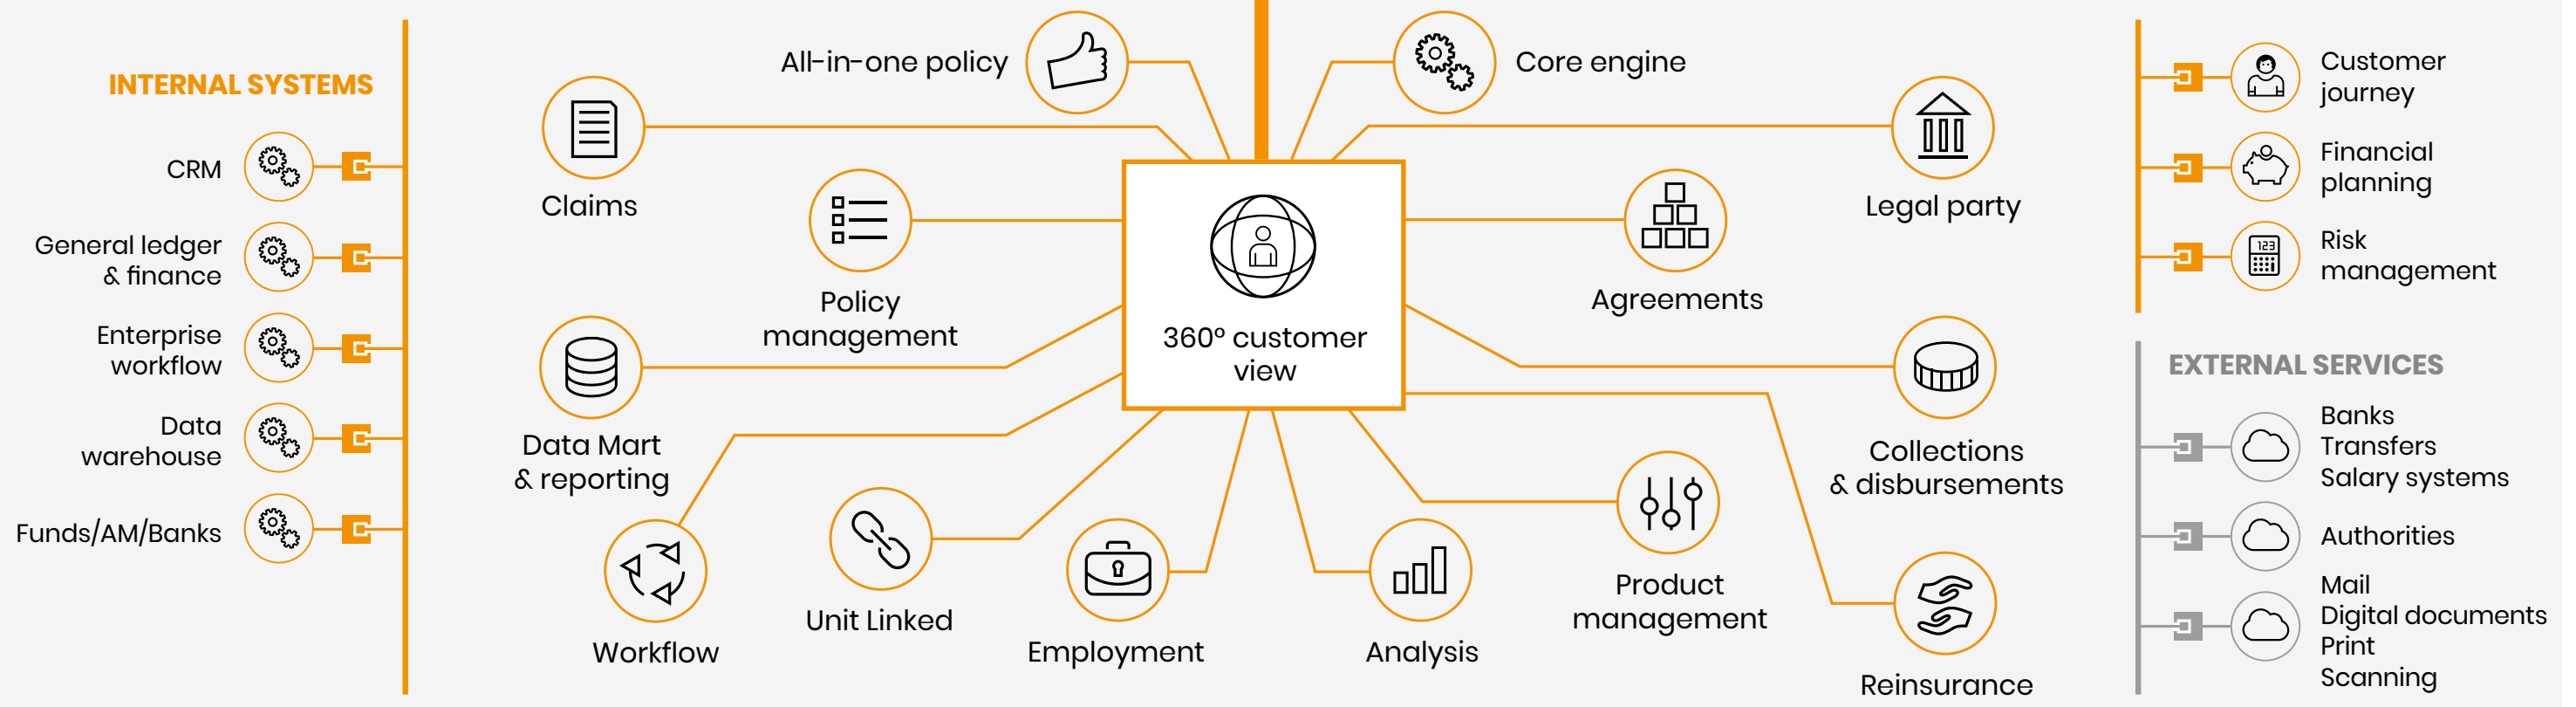 INTERNAL SYSTEMS
CRM
General ledger
& finance
Enterprise
workflow
Data
warehouse
Funds/AM/Banks
All-in-one policy
Core engine
Claims
Legal party
Policy
management
Agreements
360° customer
view
Data Mart
& reporting
Collections
& disbursements
Workflow
Unit Linked
Employment
Analysis
Product
management
Reinsurance
Customer
journey
Financial
planning
123
Risk
management
EXTERNAL SERVICES
Banks
Transfers
Salary systems
Authorities
Mail
Digital documents
Print
Scanning